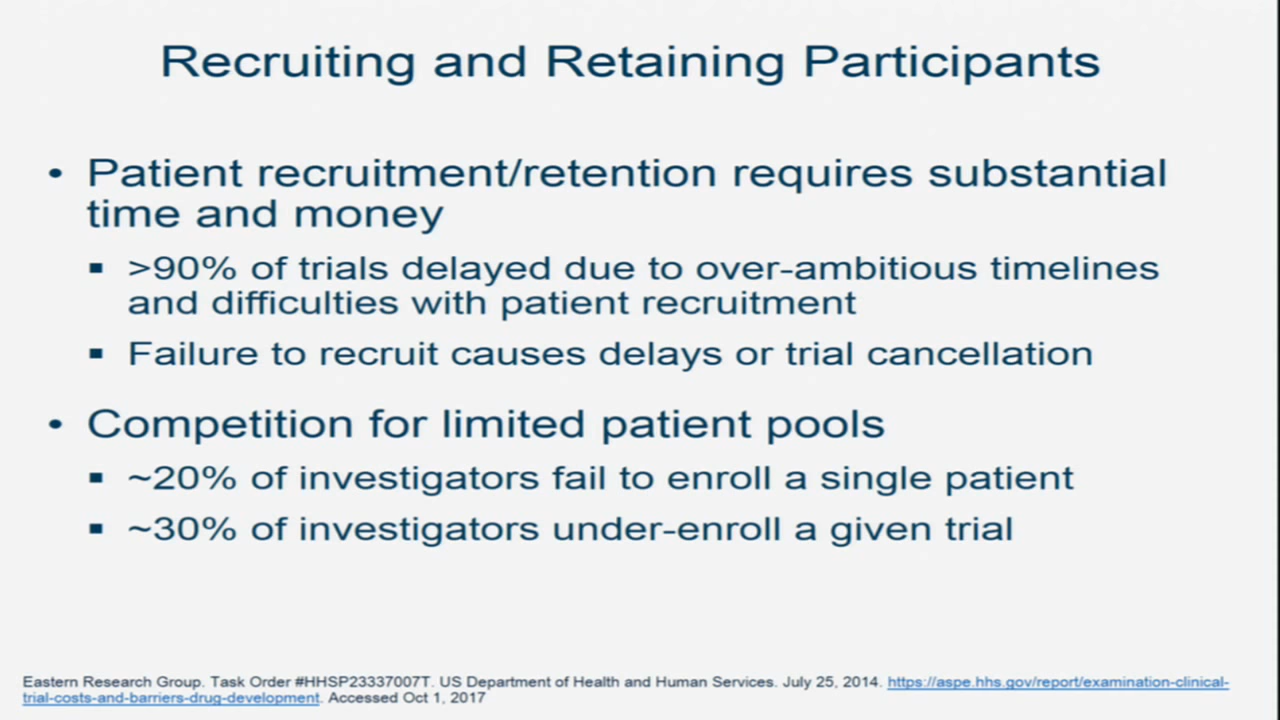 Recruiting and Retaining Participants
• Patient recruitment/retention requires substantial
time and money
▪ >90% of trials delayed due to over-ambitious timelines
and difficulties with patient recruitment
▪ Failure to recruit causes delays or trial cancellation
• Competition for limited patient pools
▪ ~20% of investigators fail to enroll a single patient
▪ ~30% of investigators under-enroll a given trial
Eastern Research Group. Task Order #HHSP23337007T. US Department of Health and Human Services. July 25, 2014. https://aspe.hhs.gov/report/examination-clinical-
trial-costs-and-barriers-drug-development. Accessed Oct 1, 2017